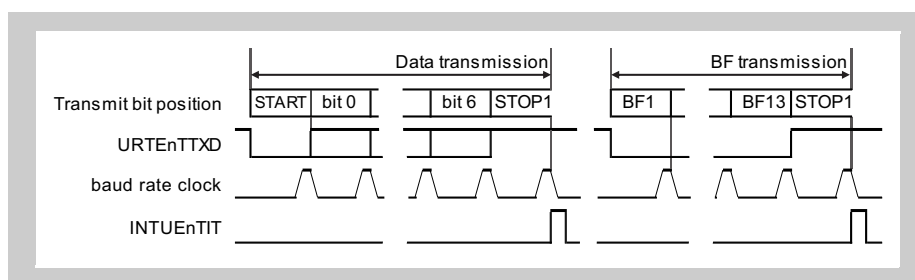 Data transmission BF transmission
Transmit bit position START bit 0 bit 6 STOP1 BF1 BF13 STOP1
URTEnTTXD
baud rate clock
INTUEnTIT